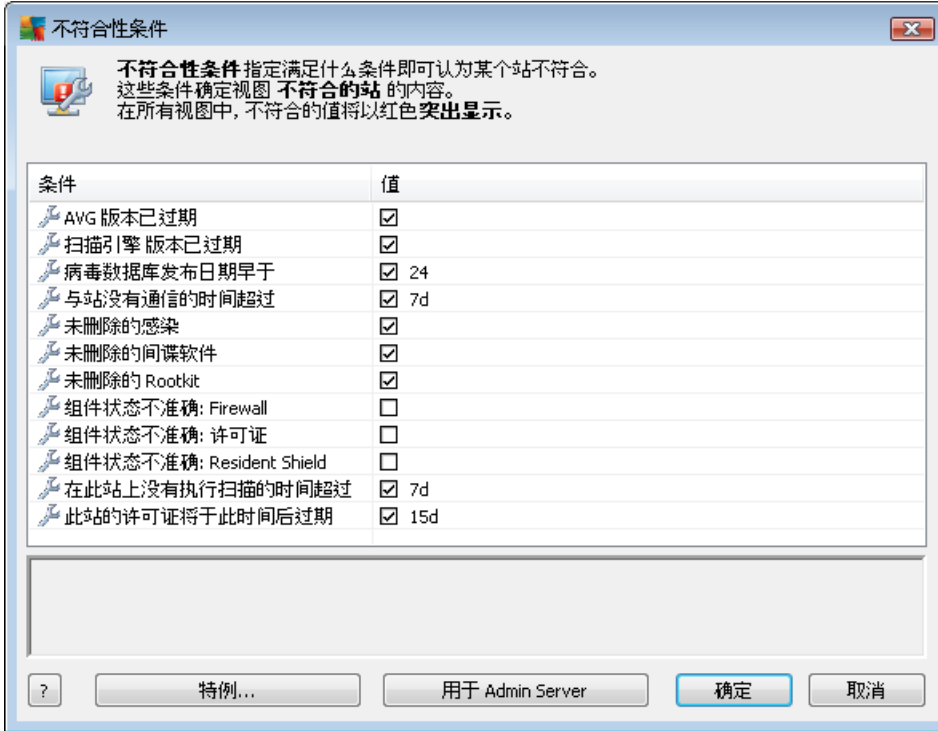 不符合性条件
不符合性条件 指定满足什么条件即可认为某个站不符合。
这些条件确定视图 不符合的站 的内容。
在所有视图中, 不符合的值将以红色突出显示。
条件 值
AVG 版本已过期
扫描引擎 版本已过期
病毒数据库发布日期早于 24
与站没有通信的时间超过 7d
未删除的感染
未删除的间谍软件
未删除的 Rootkit
组件状态不准确: Firewall
组件状态不准确: 许可证
组件状态不准确: Resident Shield
在此站上没有执行扫描的时间超过 7d
此站的许可证将于此时间后过期 15d
? 特例... 用于 Admin Server 确定 取消